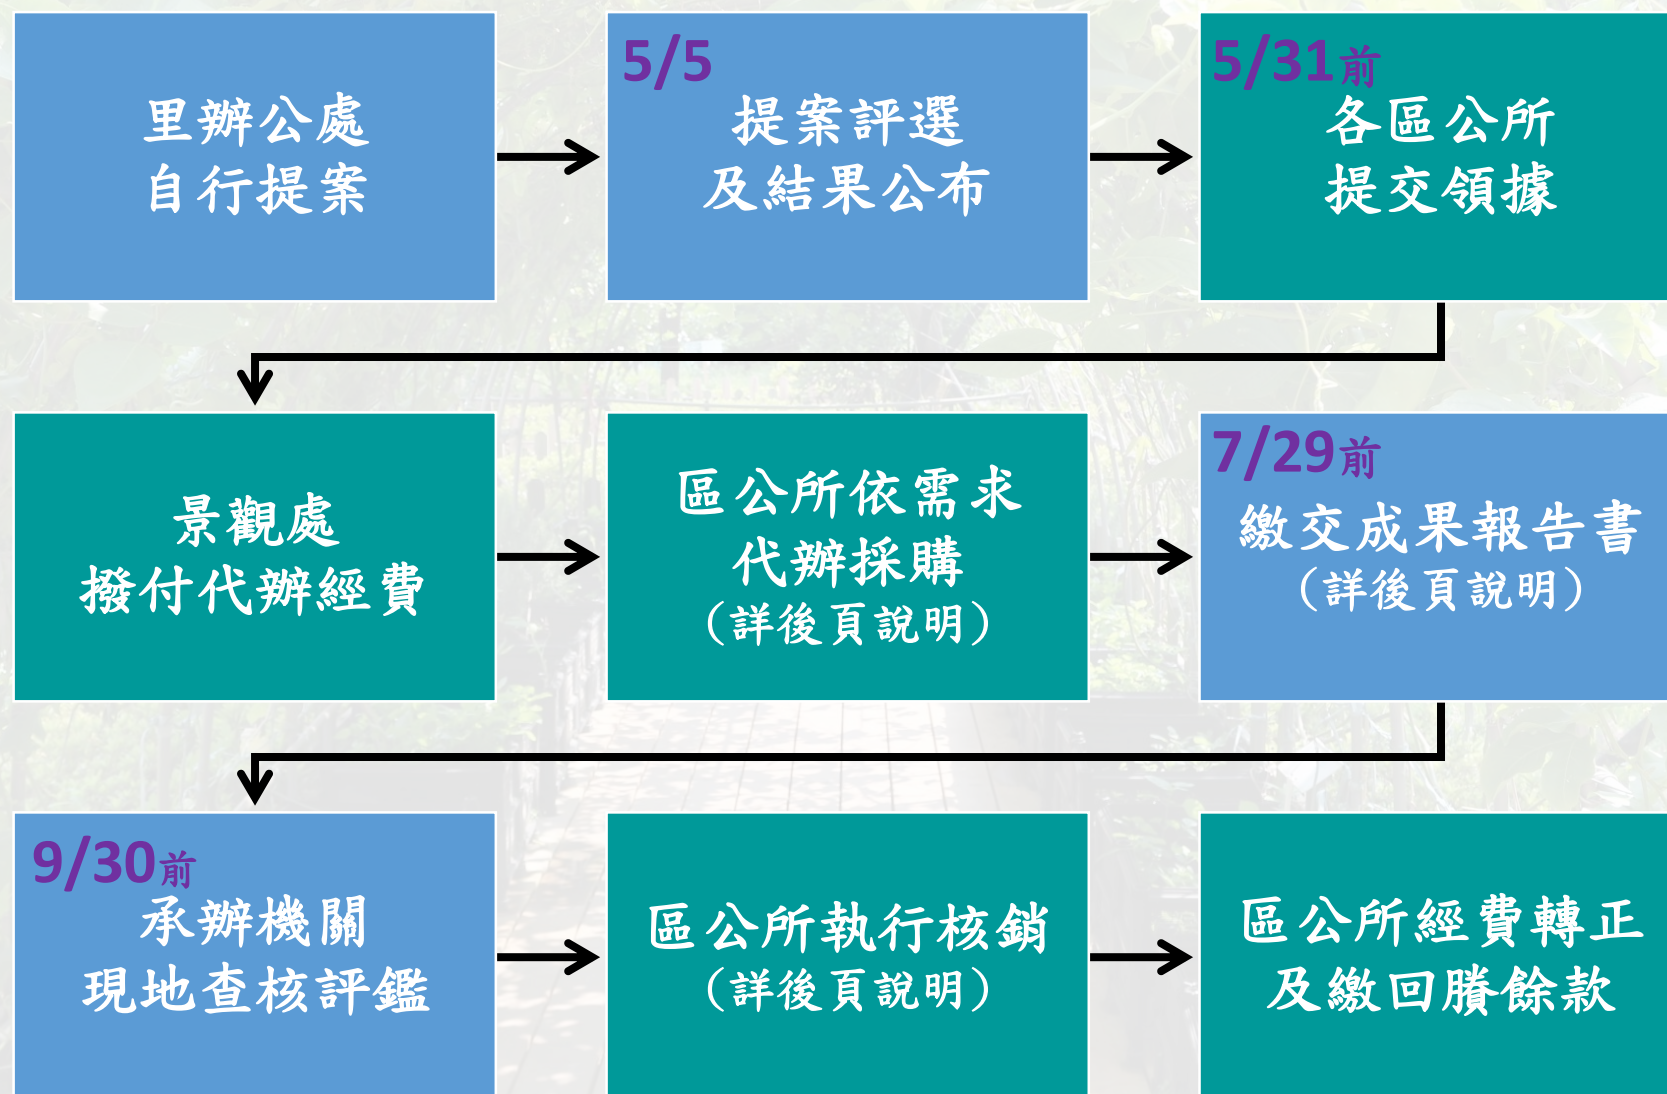 里辦公處
自行提案
5/5
提案評選
及結果公布
5/31前
各區公所
提交領據
景觀處
撥付代辦經費
區公所依需求
代辦採購
(詳後頁說明)
7/29前
繳交成果報告書
(詳後頁說明)
9/30前
承辦機關
現地查核評鑑
區公所執行核銷
(詳後頁說明)
區公所經費轉正
及繳回賸餘款